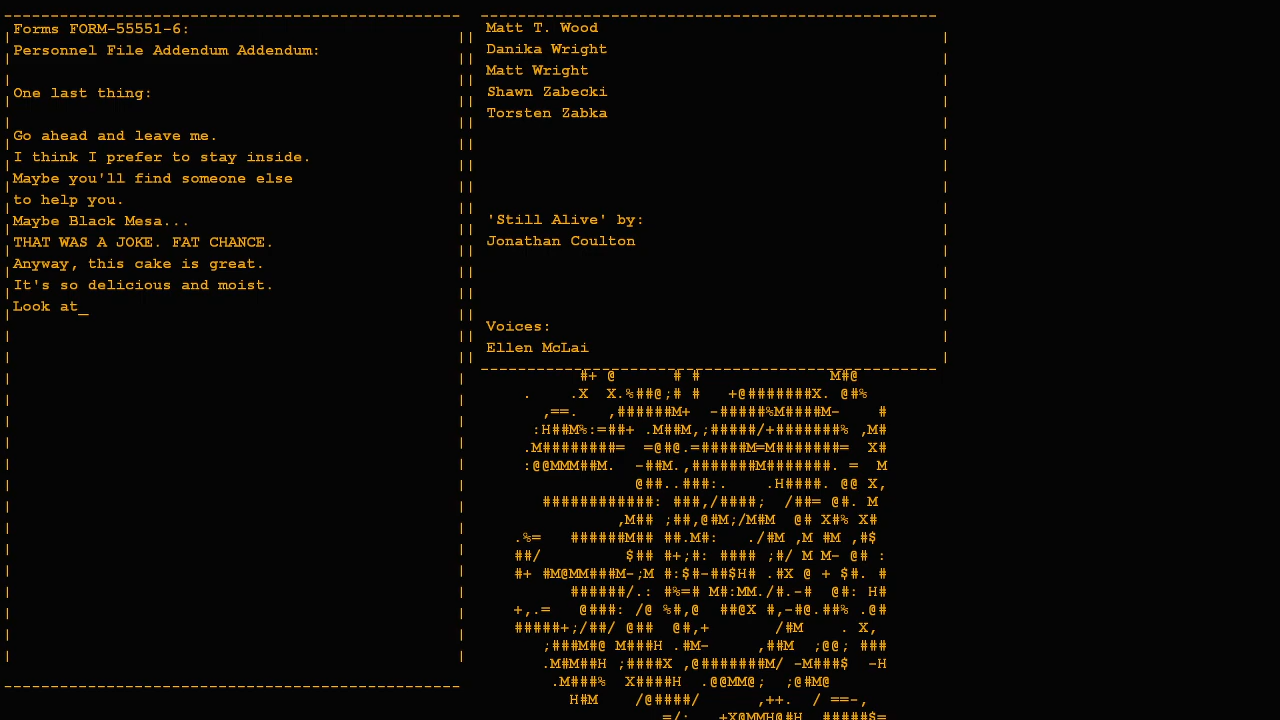 Forms FORM-55551-6:
Personnel File Addendum Addendum:
One last thing:
Go ahead and leave me.
I think I prefer to stay inside.
Maybe you'll find someone else
to help you.
Maybe Black Mesa...
THAT WAS A JOKE. FAT CHANCE.
Anyway, this cake is great.
It's so delicious and moist.
Look at_
Matt T. Wood
Danika Wright
Matt Wright
Shawn Zabecki
Torsten Zabka
'Still Alive' by:
Jonathan Coulton
Voices:
Ellen McLai